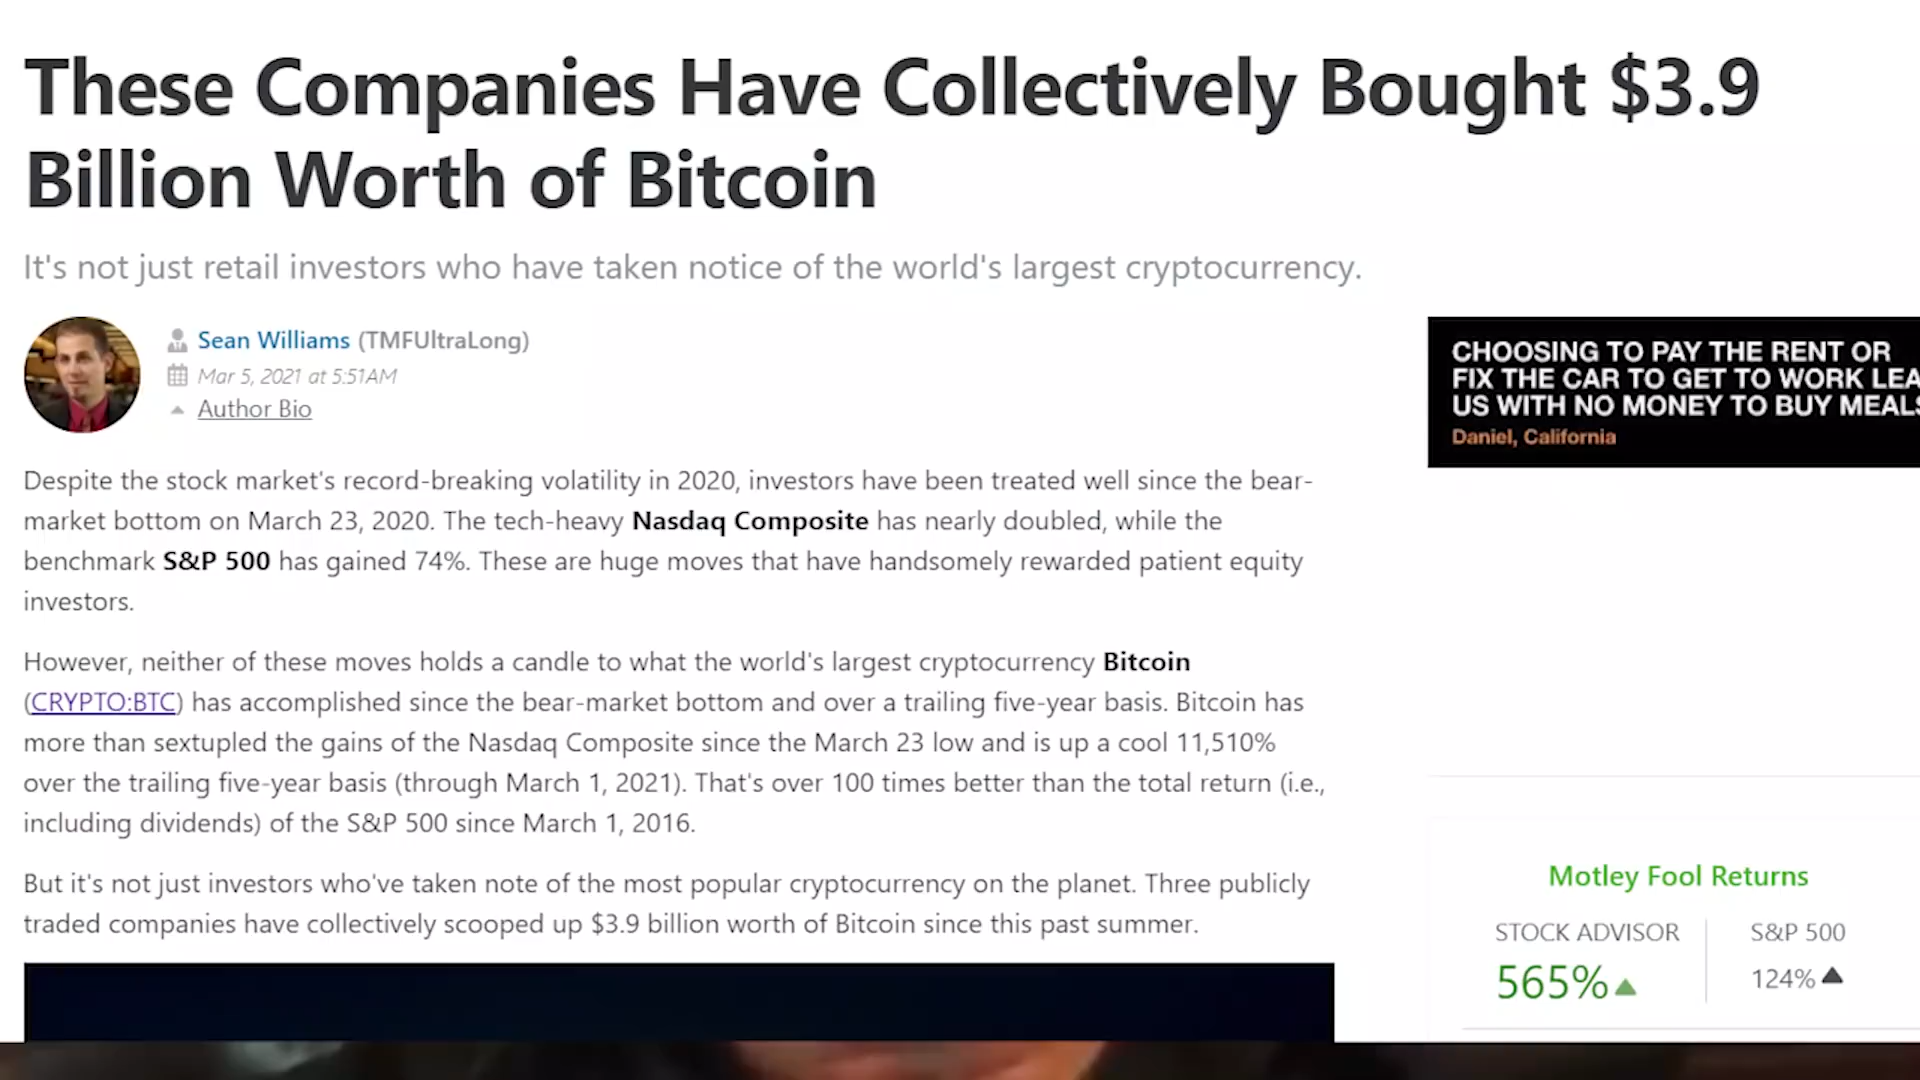 These Companies Have Collectively Bought $3.9
Billion Worth of Bitcoin
It's not just retail investors who have taken notice of the world's largest cryptocurrency.
Sean Williams (TMFUltraLong)
Mar 5, 2021 at 5:51AM
Author Bio
CHOOSING TO PAY THE RENT OR
FIX THE CAR TO GET TO WORK LEA
US WITH NO MONEY TO BUY MEALS
Daniel, California
Despite the stock market's record-breaking volatility in 2020, investors have been treated well since the bear-
market bottom on March 23, 2020. The tech-heavy Nasdaq Composite has nearly doubled, while the
benchmark S&P 500 has gained 74%. These are huge moves that have handsomely rewarded patient equity
investors.
However, neither of these moves holds a candle to what the world's largest cryptocurrency Bitcoin
(CRYPTO:BTC) has accomplished since the bear-market bottom and over a trailing five-year basis. Bitcoin has
more than sextupled the gains of the Nasdaq Composite since the March 23 low and is up a cool 11,510%
over the trailing five-year basis (through March 1, 2021). That's over 100 times better than the total return (i.e.,
including dividends) of the S&P 500 since March 1, 2016.
But it's not just investors who've taken note of the most popular cryptocurrency on the planet. Three publicly
traded companies have collectively scooped up $3.9 billion worth of Bitcoin since this past summer.
Motley Fool Returns
STOCK ADVISOR
S&P 500
565%
124%